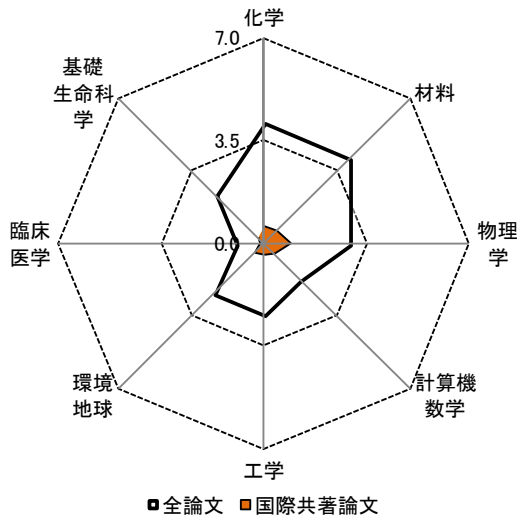 化学
7.0
基礎
生命科
学
材料
3.5
臨床
医学
0.0
物理
学
環境
地球
計算機
数学
工学
全論文 国際共著論文